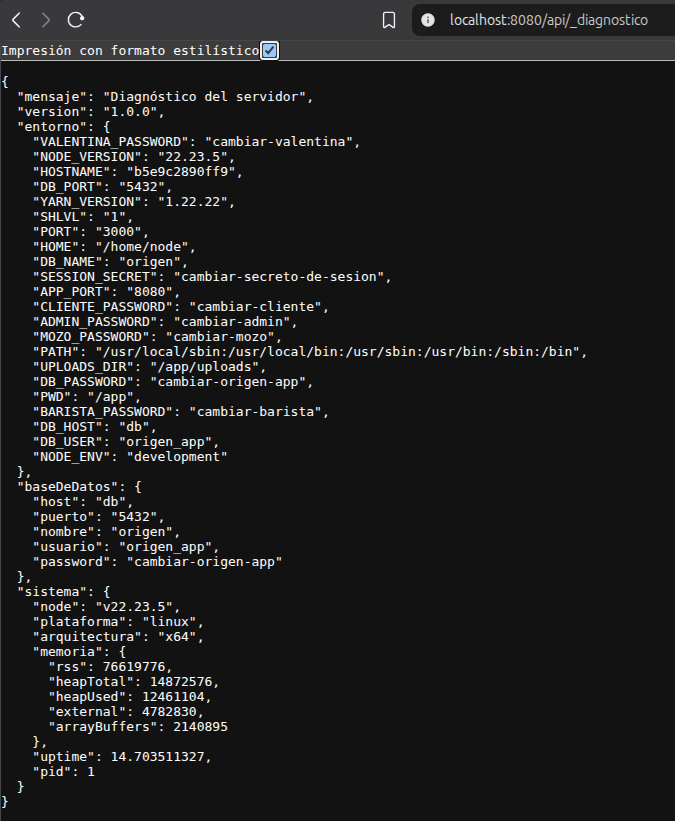 localhost:8080/api/_diagnostico
Impresión con formato estilístico
{
  "mensaje": "Diagnóstico del servidor",
  "version": "1.0.0",
  "entorno": {
    "VALENTINA_PASSWORD": "cambiar-valentina",
    "NODE_VERSION": "22.23.5",
    "HOSTNAME": "b5e9c2890ff9",
    "DB_PORT": "5432",
    "YARN_VERSION": "1.22.22",
    "SHLVL": "1",
    "PORT": "3000",
    "HOME": "/home/node",
    "DB_NAME": "origen",
    "SESSION_SECRET": "cambiar-secreto-de-sesion",
    "APP_PORT": "8080",
    "CLIENTE_PASSWORD": "cambiar-cliente",
    "ADMIN_PASSWORD": "cambiar-admin",
    "MOZO_PASSWORD": "cambiar-mozo",
    "PATH": "/usr/local/sbin:/usr/local/bin:/usr/sbin:/usr/bin:/sbin:/bin",
    "UPLOADS_DIR": "/app/uploads",
    "DB_PASSWORD": "cambiar-origen-app",
    "PWD": "/app",
    "BARISTA_PASSWORD": "cambiar-barista",
    "DB_HOST": "db",
    "DB_USER": "origen_app",
    "NODE_ENV": "development"
  },
  "baseDeDatos": {
    "host": "db",
    "puerto": "5432",
    "nombre": "origen",
    "usuario": "origen_app",
    "password": "cambiar-origen-app"
  },
  "sistema": {
    "node": "v22.23.5",
    "plataforma": "linux",
    "arquitectura": "x64",
    "memoria": {
      "rss": 76619776,
      "heapTotal": 14872576,
      "heapUsed": 12461104,
      "external": 4782830,
      "arrayBuffers": 2140895
    },
    "uptime": 14.703511327,
    "pid": 1
  }
}